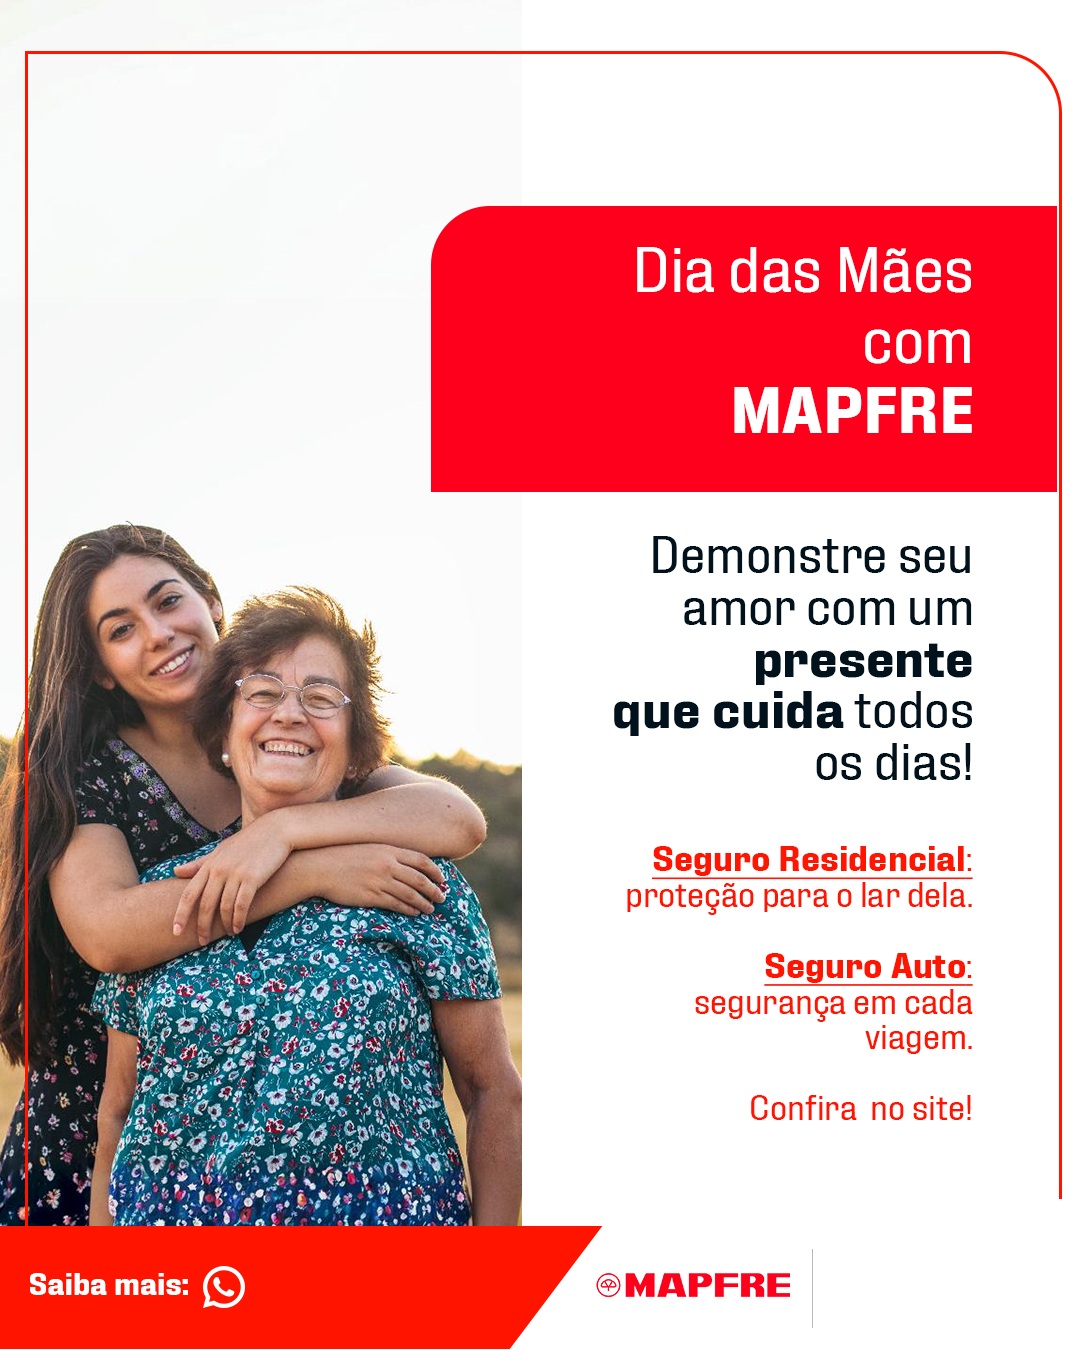 Dia das Mães
com
MAPFRE
Demonstre seu
amor com um
presente
que cuida todos
os dias!
Seguro Residencial:
proteção para o lar dela.
Seguro Auto:
segurança em cada
viagem.
Confira no site!
Saiba mais:
MAPFRE